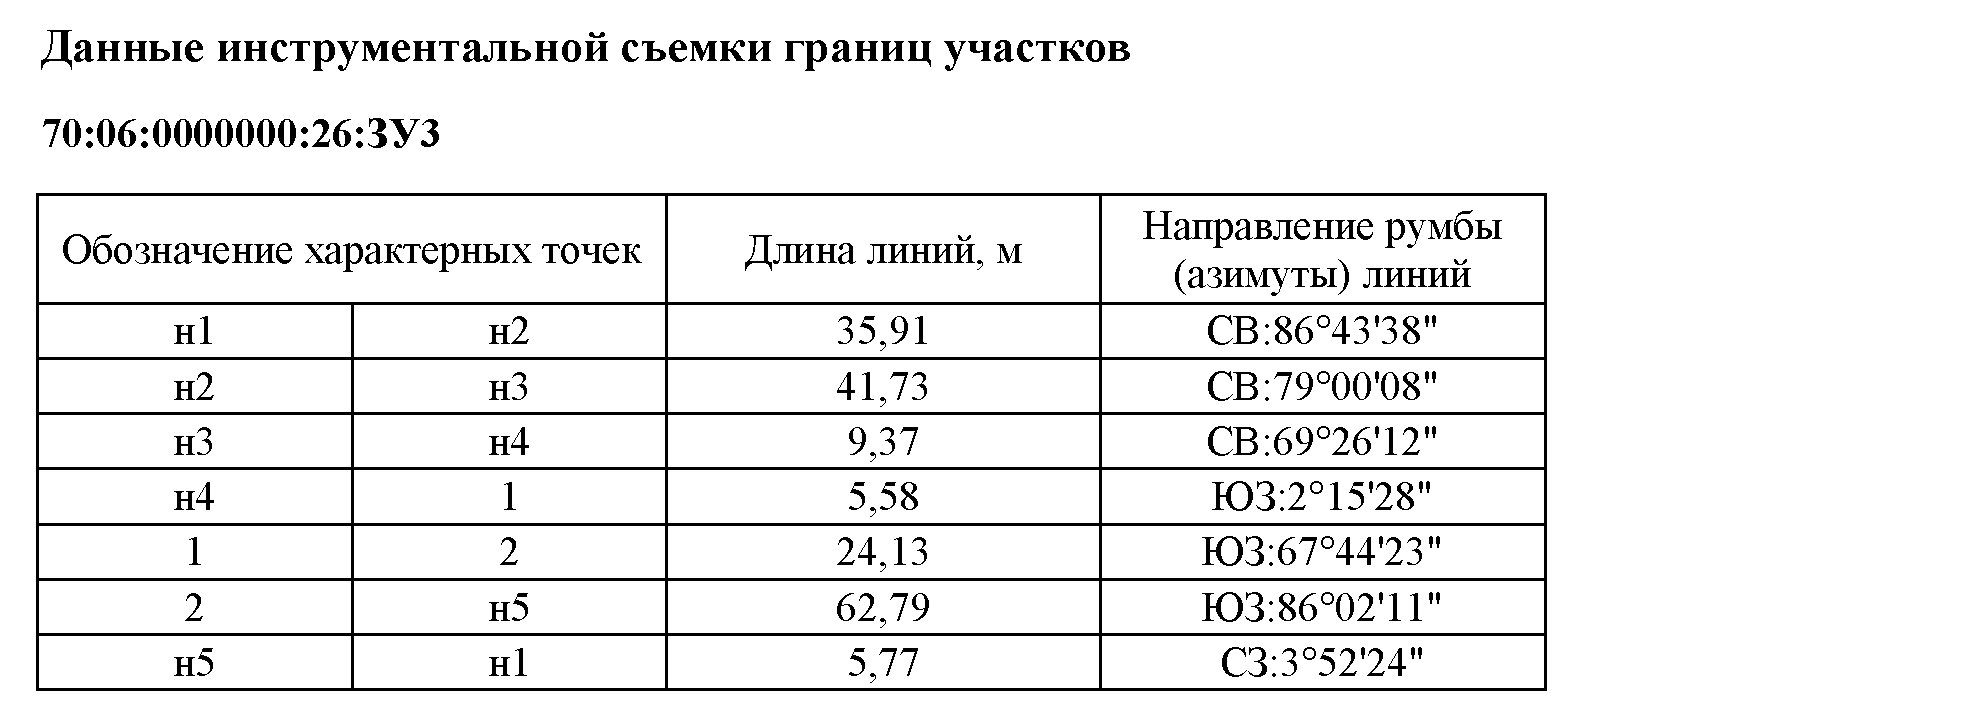 Данные инструментальной съемки границ участков
70:06:0000000:26:ЗУ3
Обозначение характерных точек Длина линий, м Направление румбы (азимуты) линий
н1 н2 35,91 СВ:86°43'38"
н2 н3 41,73 СВ:79°00'08"
н3 н4 9,37 СВ:69°26'12"
н4 1 5,58 ЮЗ:2°15'28"
1 2 24,13 ЮЗ:67°44'23"
2 н5 62,79 ЮЗ:86°02'11"
н5 н1 5,77 СЗ:3°52'24"